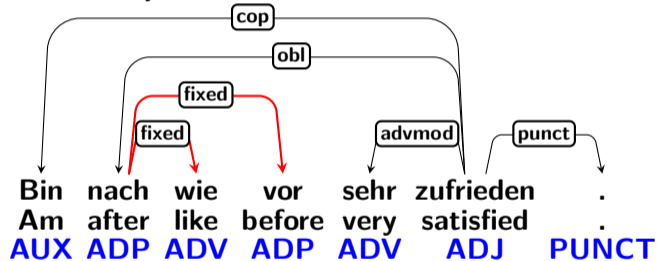 cop
obl
fixed
fixed advmod punct
Bin nach wie vor sehr zufrieden .
Am after like before very satisfied .
AUX ADP ADV ADP ADV ADJ PUNCT